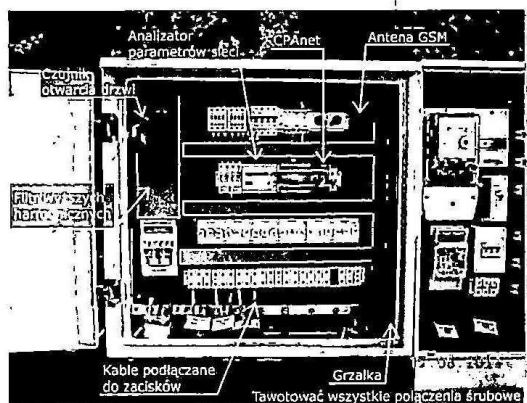 Analizator
parametrów sieci
CPAnet
Antena GSM
Czujnik
otwarcia drzwi
Filtr wyższych
harmonicznych
Kable podłączane
do zacisków
Grzałka
Tawotować wszystkie połączenia śrubowe